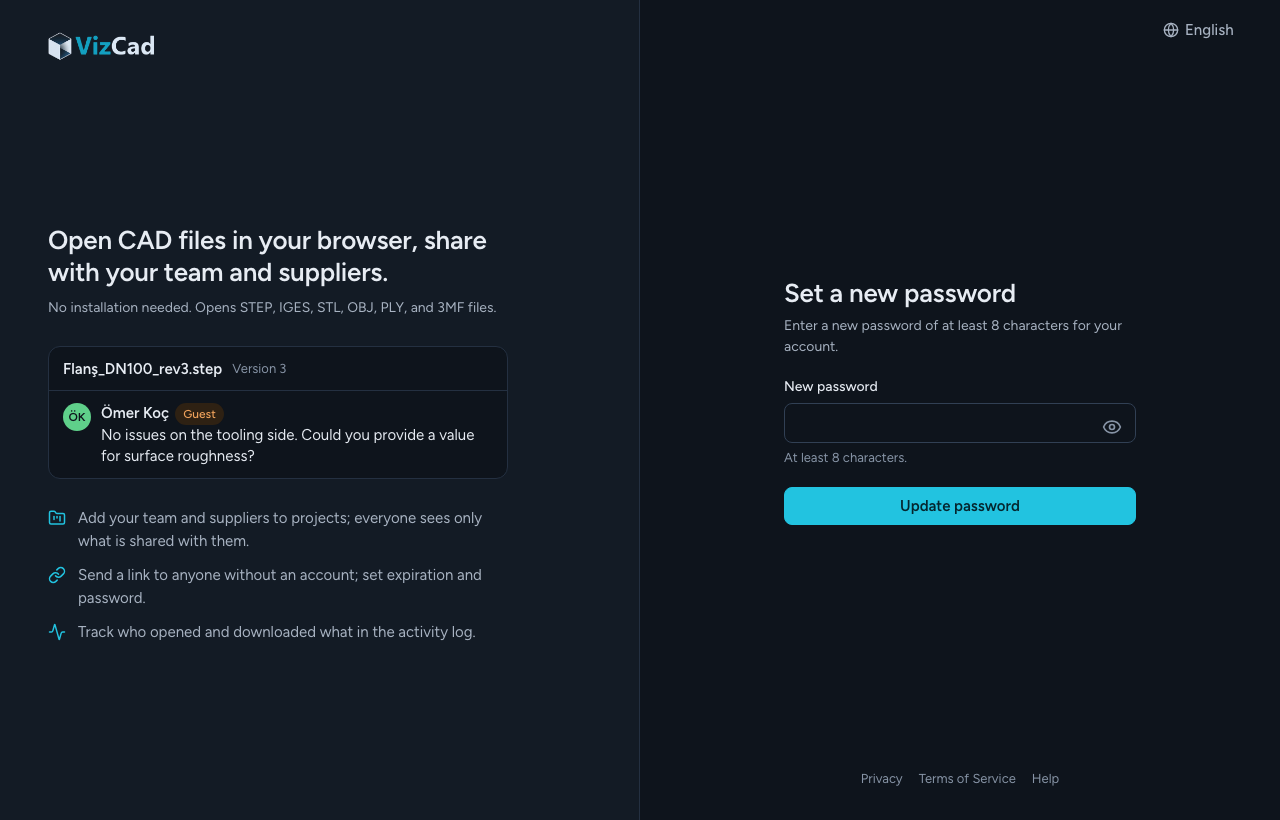 VizCad
English
Open CAD files in your browser, share
with your team and suppliers.
No installation needed. Opens STEP, IGES, STL, OBJ, PLY, and 3MF files.
Flanş_DN100_rev3.step Version 3
ÖK Ömer Koç Guest
No issues on the tooling side. Could you provide a value
for surface roughness?
Add your team and suppliers to projects; everyone sees only
what is shared with them.
Send a link to anyone without an account; set expiration and
password.
Track who opened and downloaded what in the activity log.
Set a new password
Enter a new password of at least 8 characters for your
account.
New password
At least 8 characters.
Update password
Privacy Terms of Service Help